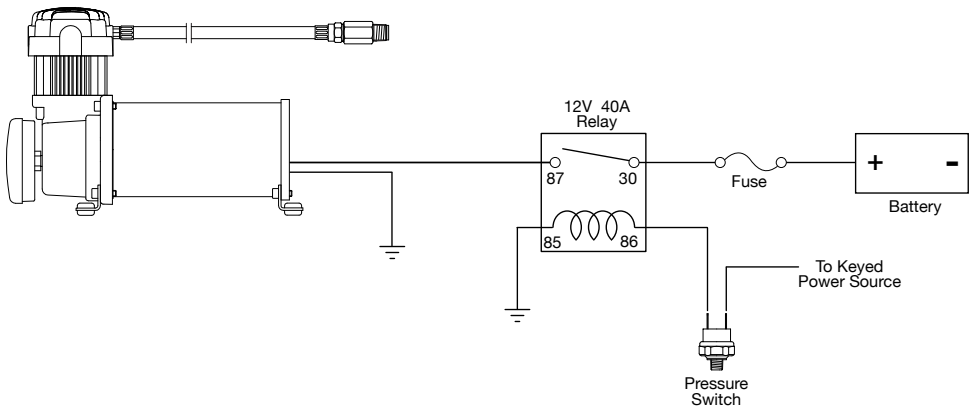 12V 40A
Relay
87
30
Fuse
+
-
Battery
85
86
To Keyed
Power Source
Pressure
Switch